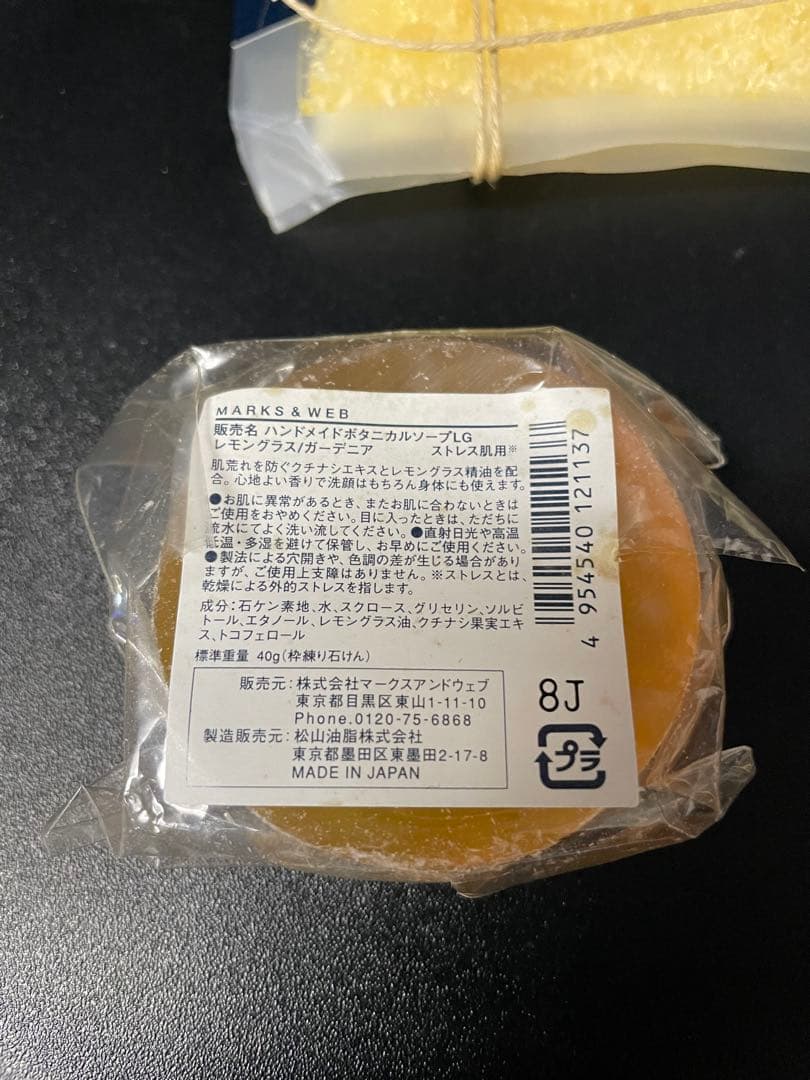 MARKS & WEB
販売名 ハンドメイドボタニカルソープLG
レモングラス/ガーデニア ストレス肌用※
肌荒れを防ぐクチナシエキスとレモングラス精油を配
合。心地よい香りで洗顔はもちろん身体にも使えます。
●お肌に異常があるとき、またお肌に合わないときは
ご使用をおやめください。目に入ったときは、ただちに
流水にてよく洗い流してください。●直射日光や高温
低温・多湿を避けて保管し、お早めにご使用ください。
●製法による穴開きや、色調の差が生じる場合があり
ますが、ご使用上支障はありません。※ストレスとは、
乾燥による外的ストレスを指します。
成分:石ケン素地、水、スクロース、グリセリン、ソルビ
トール、エタノール、レモングラス油、クチナシ果実エキ
ス、トコフェロール
標準重量 40g(枠練り石けん)
販売元:株式会社マークスアンドウェブ
東京都目黒区東山1-11-10
Phone.0120-75-6868
製造販売元:松山油脂株式会社
東京都墨田区東墨田2-17-8
MADE IN JAPAN
4 954540 121137
8J
プラ